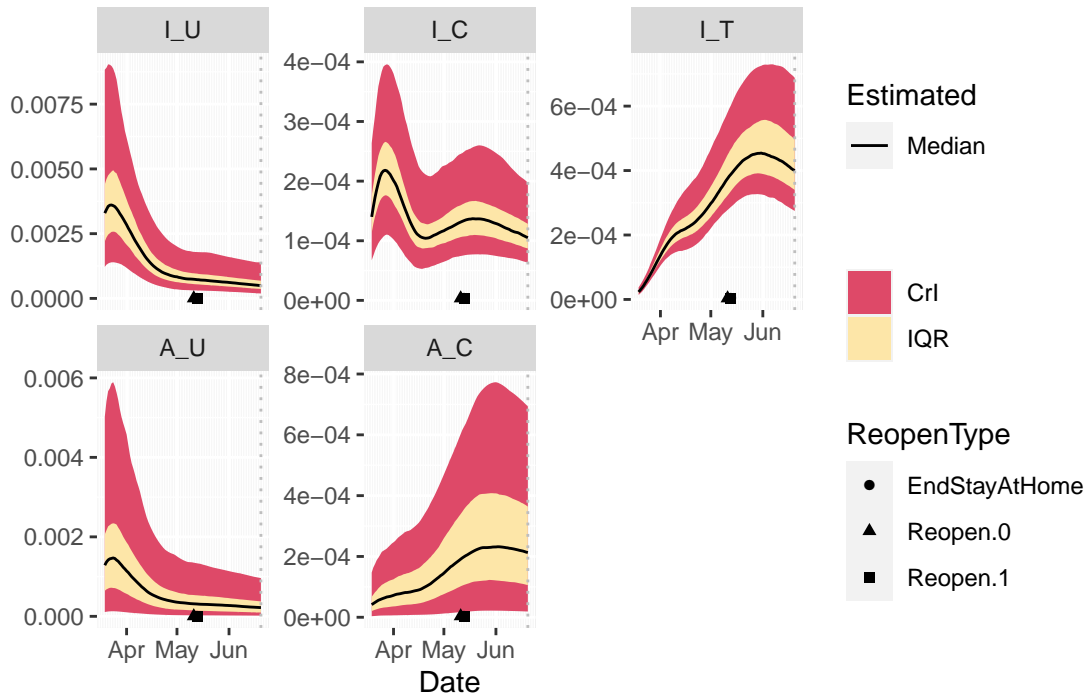 I_U
I_C
I_T
0.0075
0.0050
0.0025
0.0000
4e−04
3e−04
2e−04
1e−04
0e+00
6e−04
4e−04
2e−04
0e+00
Apr May Jun
A_U
A_C
0.006
0.004
0.002
0.000
8e−04
6e−04
4e−04
2e−04
0e+00
Apr May Jun
Apr May Jun
Date
Estimated
Median
CrI
IQR
ReopenType
EndStayAtHome
Reopen.0
Reopen.1